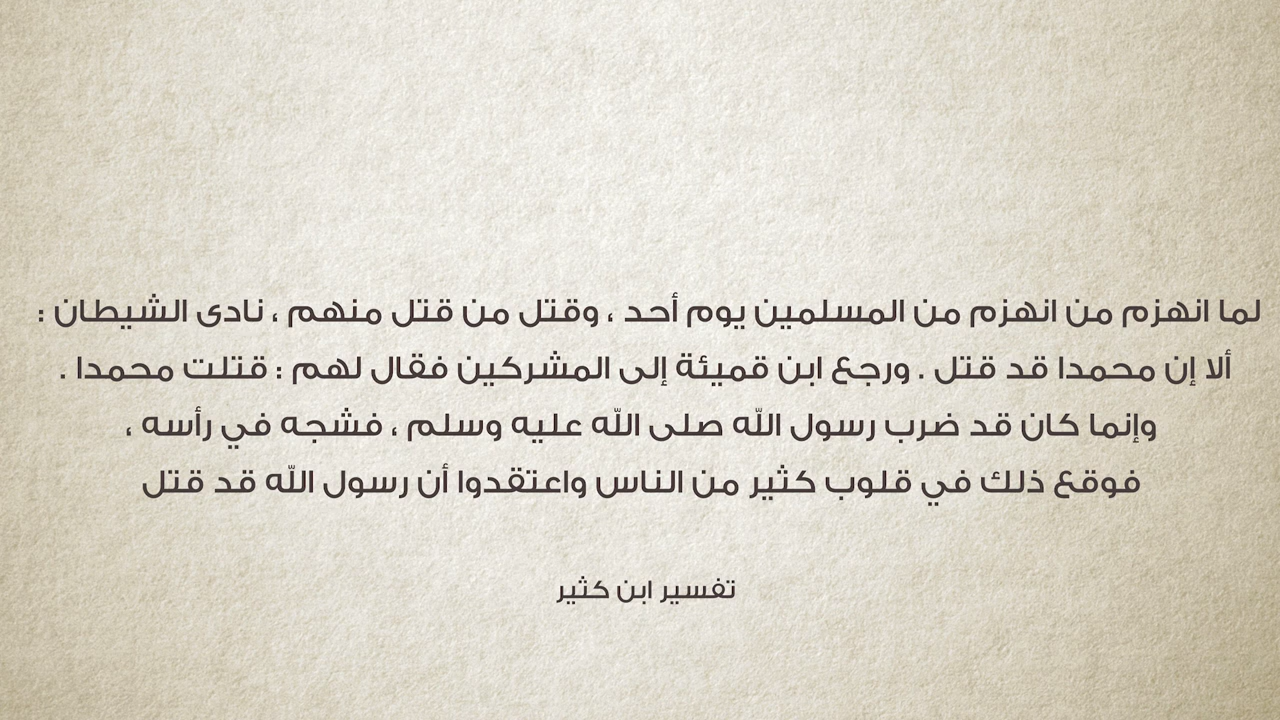 لما انهزم من انهزم من المسلمين يوم أحد ، وقتل من قتل منهم ، نادى الشيطان :
ألا إن محمدا قد قتل . ورجع ابن قميئة إلى المشركين فقال لهم : قتلت محمدا .
وإنما كان قد ضرب رسول الله صلى الله عليه وسلم ، فشجه في رأسه ،
فوقع ذلك في قلوب كثير من الناس واعتقدوا أن رسول الله قد قتل
تفسير ابن كثير